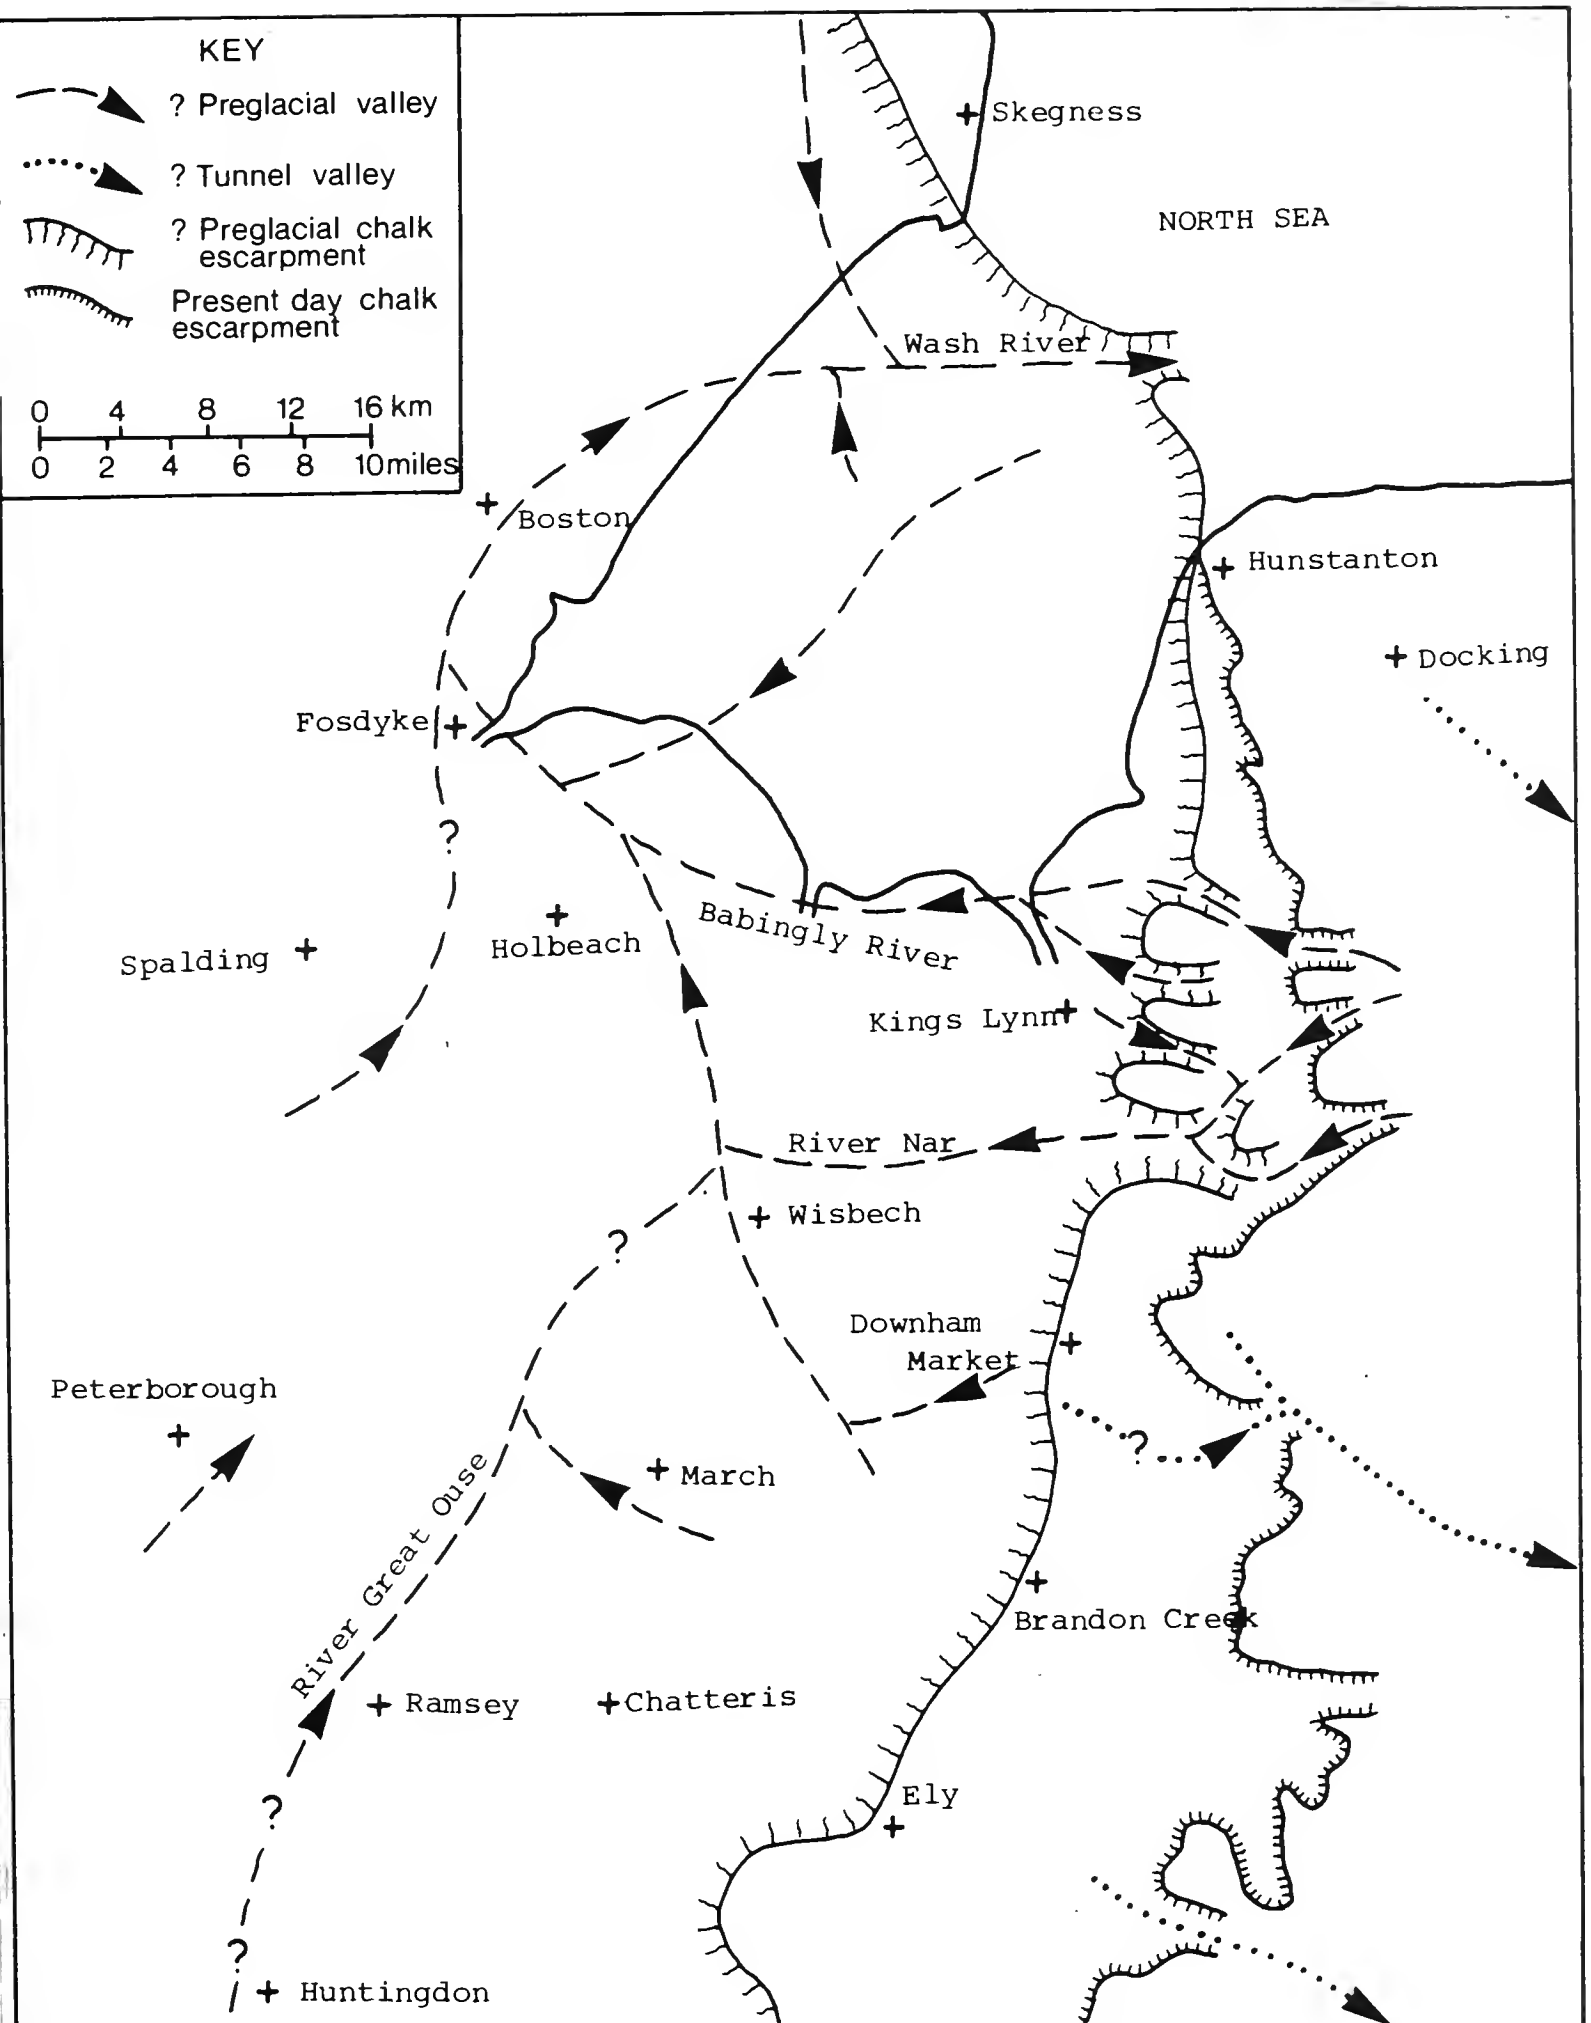 KEY
? Preglacial valley
? Tunnel valley
? Preglacial chalk
escarpment
Present day chalk
escarpment
0 4 8 12 16 km
0 2 4 6 8 10miles
Skegness
NORTH SEA
Wash River
Boston
Hunstanton
Docking
Fosdyke
?
Babingly River
Holbeach
Spalding
Kings Lynn
River Nar
Wisbech
?
Downham
Market
Peterborough
?
March
River Great Ouse
Brandon Creek
Ramsey
Chatteris
Ely
?
?
Huntingdon